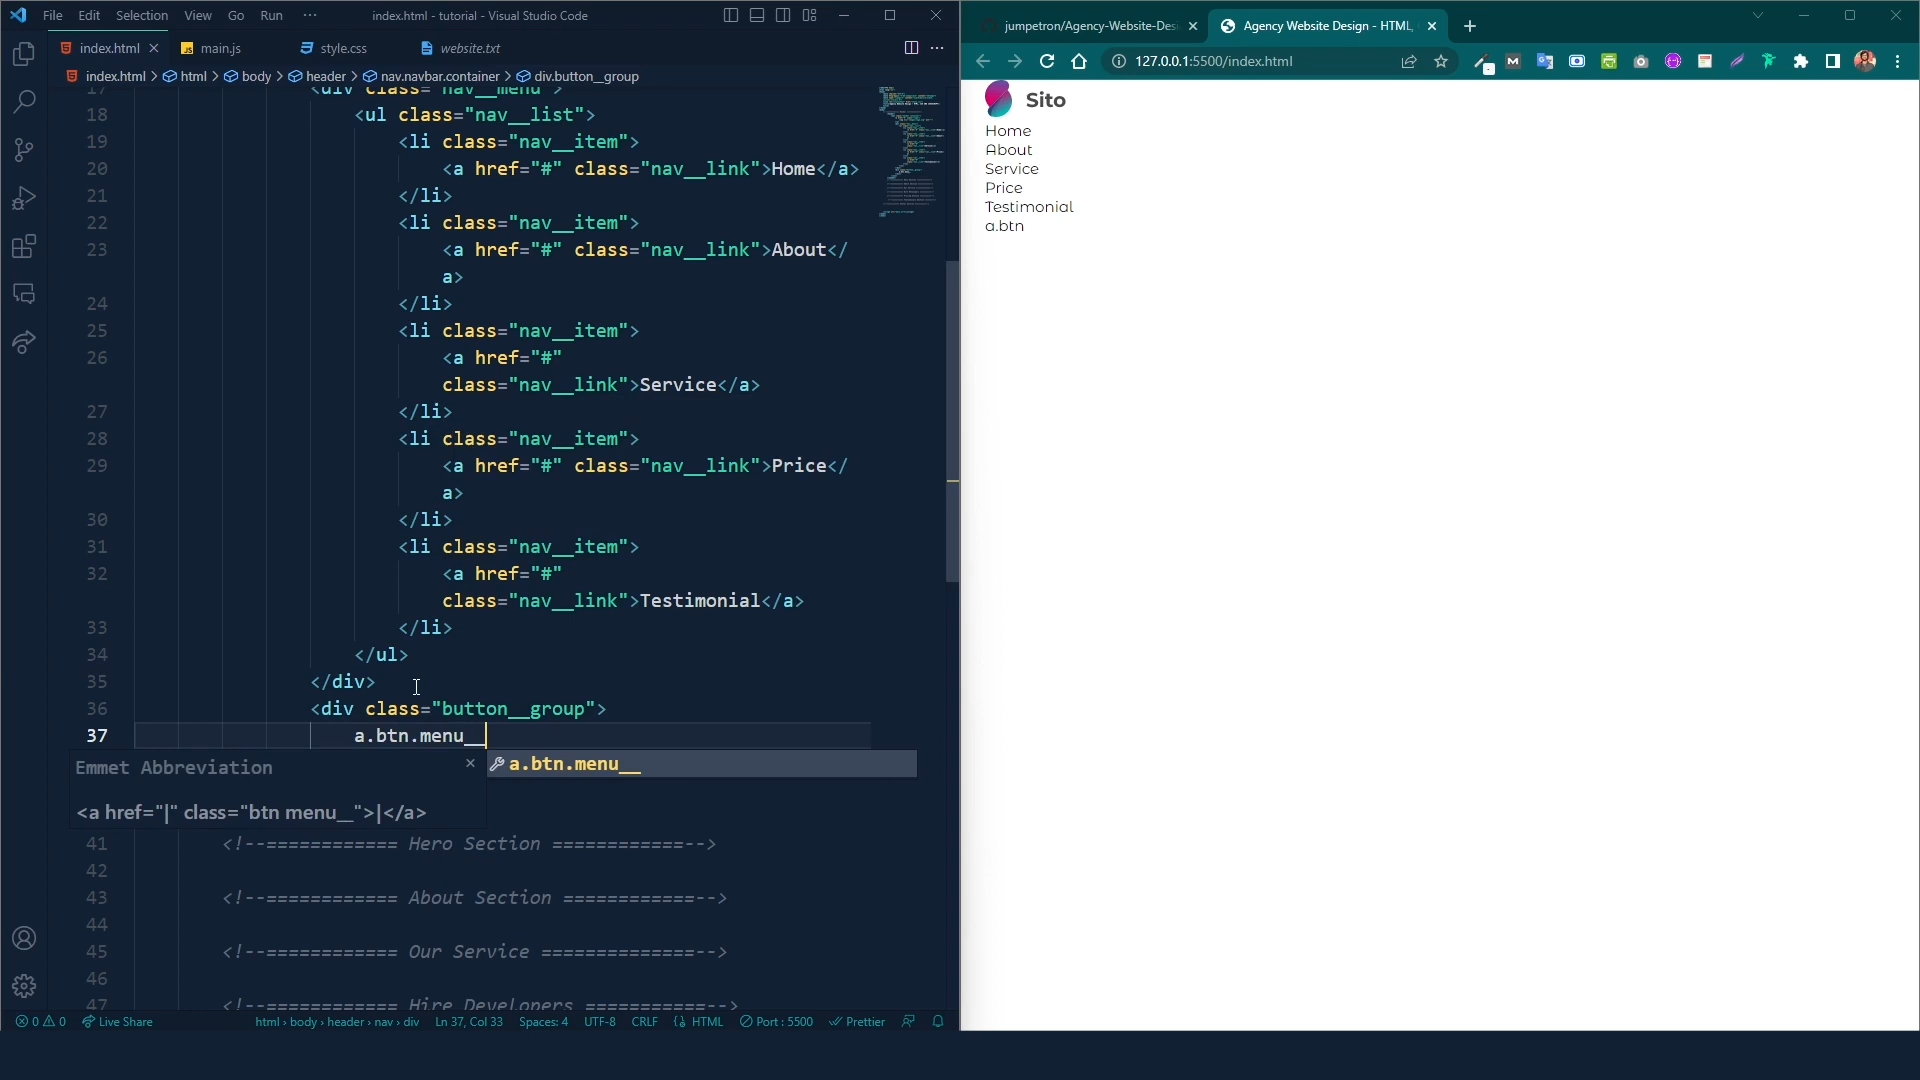 File Edit Selection View Go Run ··· index.html - tutorial - Visual Studio Code
index.html main.js style.css website.txt
index.html > html > body > header > nav.navbar.container > div.button__group
17 <div class="nav__menu">
18 <ul class="nav__list">
19 <li class="nav__item">
20 <a href="#" class="nav__link">Home</a>
21 </li>
22 <li class="nav__item">
23 <a href="#" class="nav__link">About</
a>
24 </li>
25 <li class="nav__item">
26 <a href="#"
class="nav__link">Service</a>
27 </li>
28 <li class="nav__item">
29 <a href="#" class="nav__link">Price</
a>
30 </li>
31 <li class="nav__item">
32 <a href="#"
class="nav__link">Testimonial</a>
33 </li>
34 </ul>
35 </div>
36 <div class="button__group">
37 a.btn.menu__
Emmet Abbreviation
a.btn.menu__
<a href="|" class="btn menu__">|</a>
41 <!--============ Hero Section ============-->
42
43 <!--============ About Section ============-->
44
45 <!--============ Our Service ==============-->
46
47 <!--============ Hire Developers ===========-->
0 0 Live Share html › body › header › nav › div Ln 37, Col 33 Spaces: 4 UTF-8 CRLF HTML Port : 5500 Prettier
jumpetron/Agency-Website-Des Agency Website Design - HTML,
127.0.0.1:5500/index.html
Sito
Home
About
Service
Price
Testimonial
a.btn